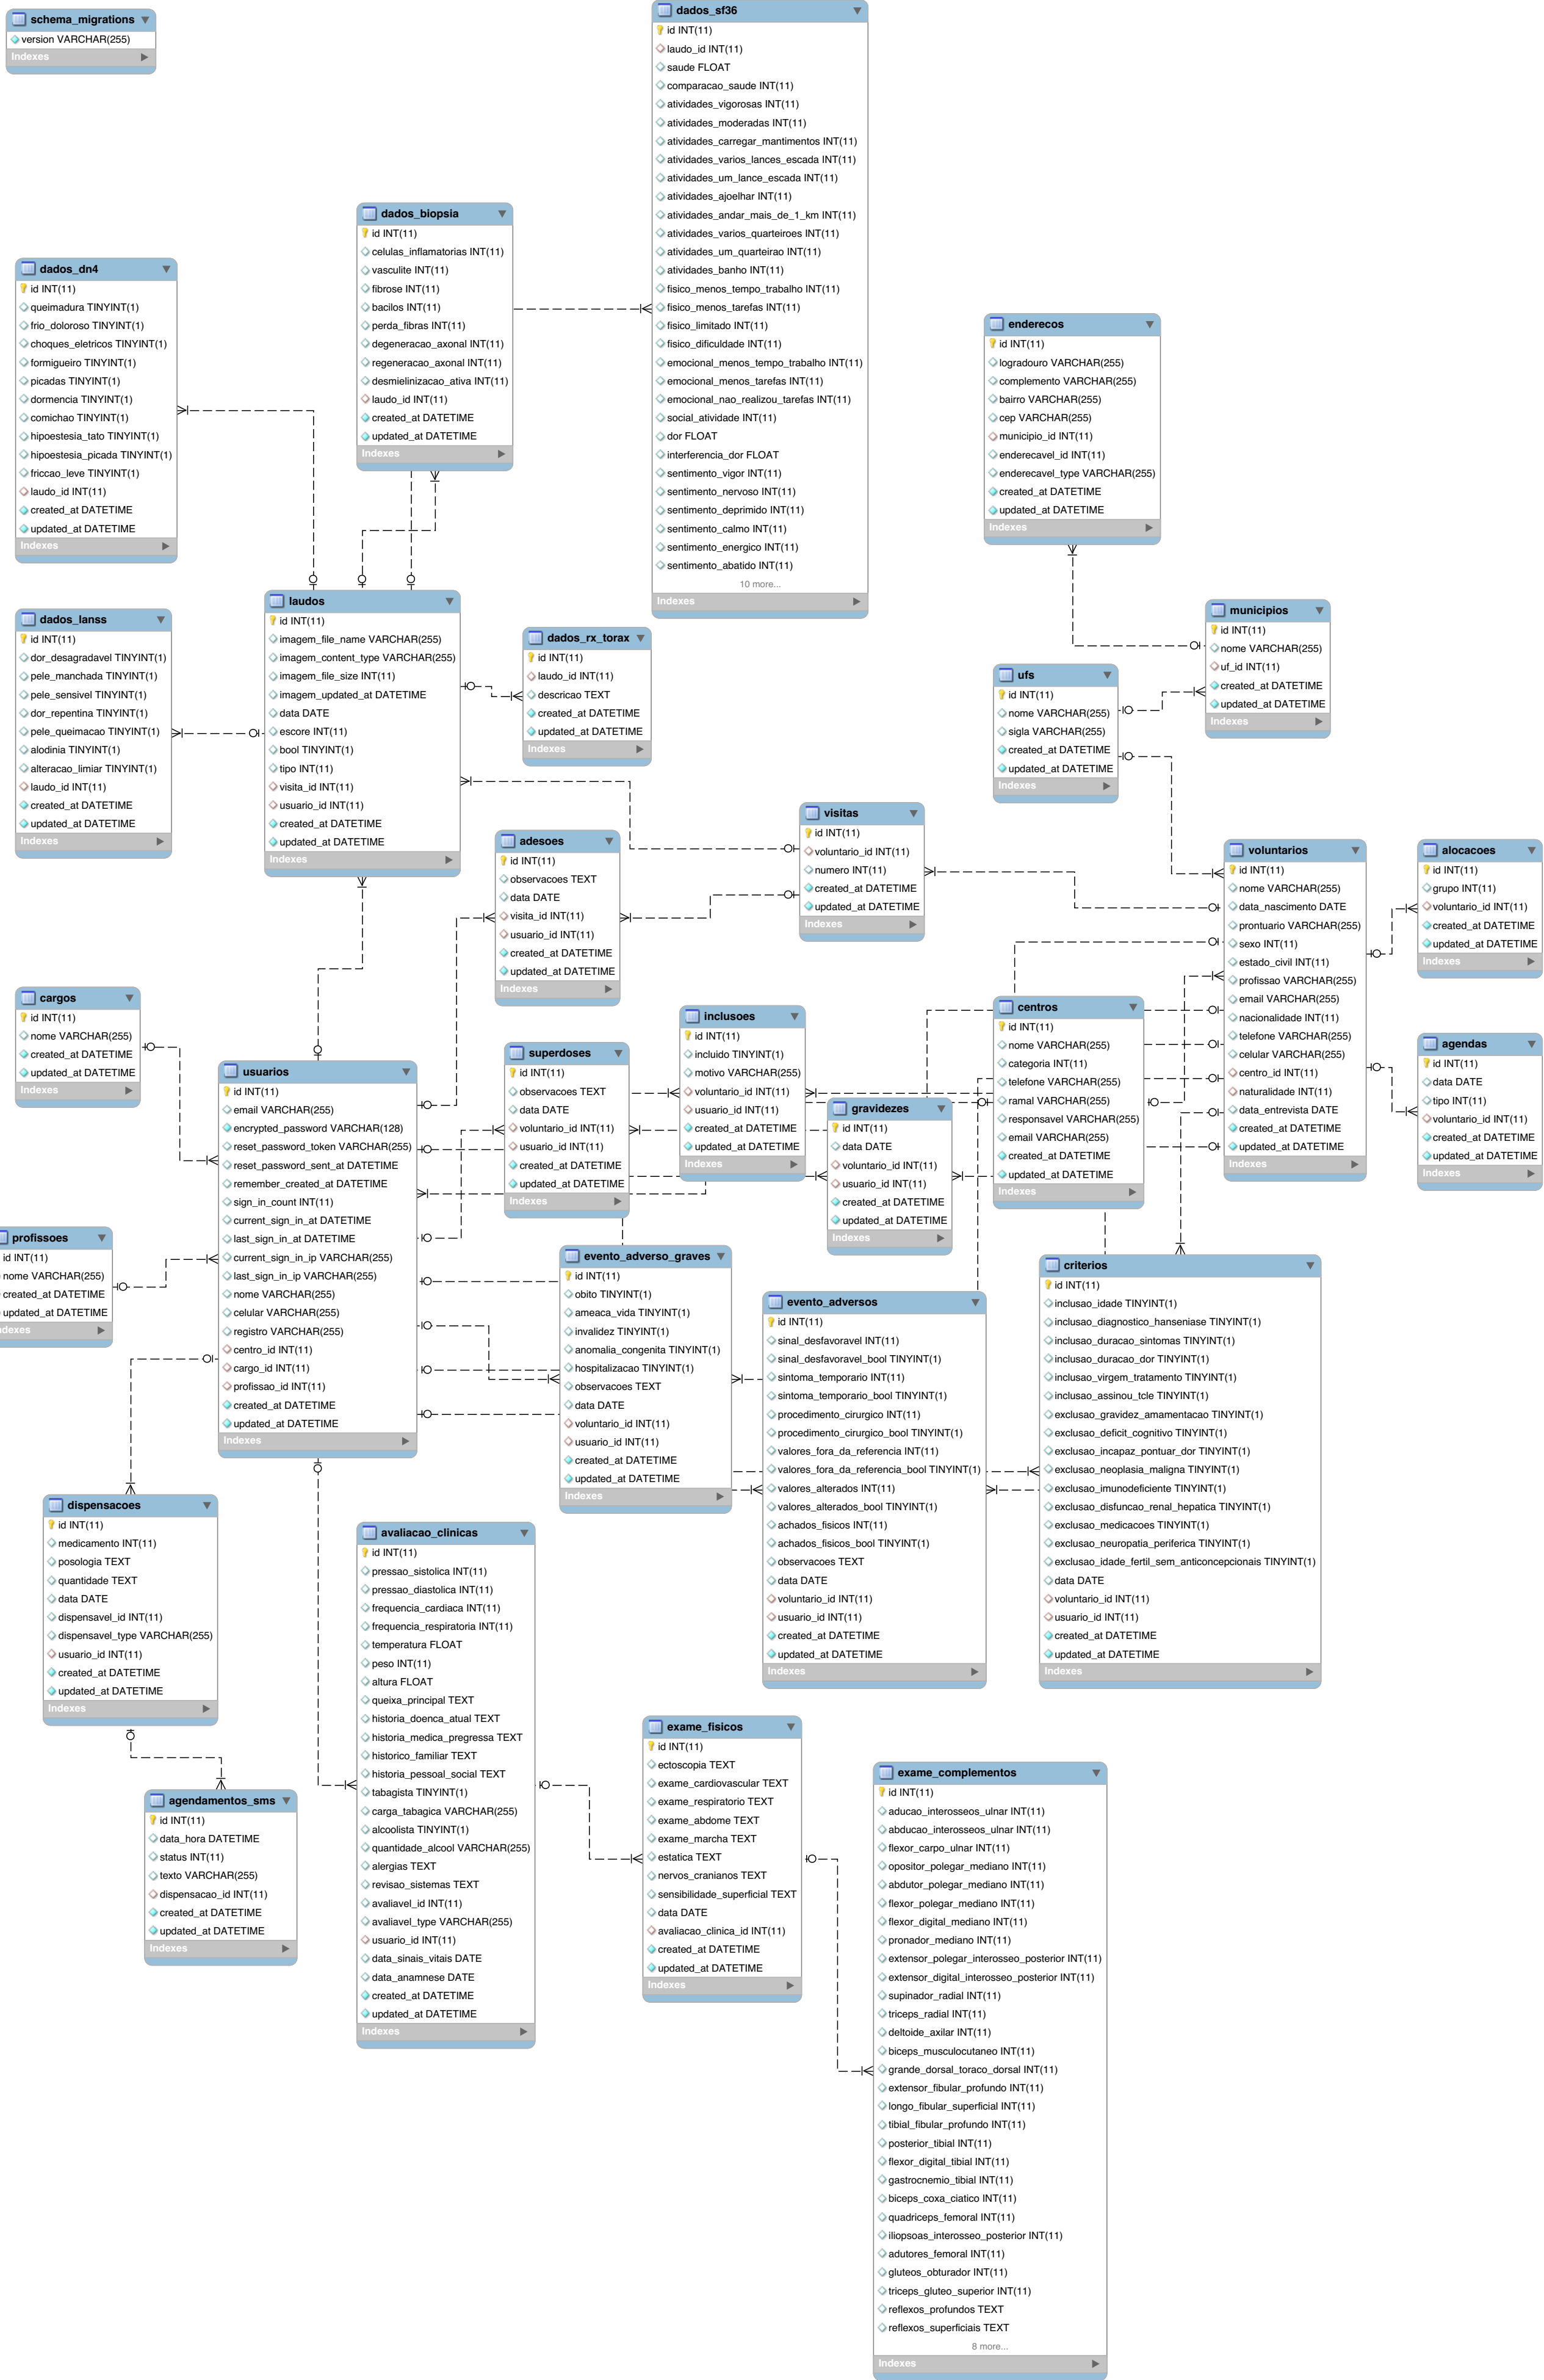 schema_migrations
version VARCHAR(255)
Indexes
dados_sf36
id INT(11)
laudo_id INT(11)
saude FLOAT
comparacao_saude INT(11)
atividades_vigorosas INT(11)
atividades_moderadas INT(11)
atividades_carregar_mantimentos INT(11)
atividades_varios_lances_escada INT(11)
atividades_um_lance_escada INT(11)
atividades_ajoelhar INT(11)
atividades_andar_mais_de_1_km INT(11)
atividades_varios_quarteiroes INT(11)
atividades_um_quarteirao INT(11)
atividades_banho INT(11)
fisico_menos_tempo_trabalho INT(11)
fisico_menos_tarefas INT(11)
fisico_limitado INT(11)
fisico_dificuldade INT(11)
emocional_menos_tempo_trabalho INT(11)
emocional_menos_tarefas INT(11)
emocional_nao_realizou_tarefas INT(11)
social_atividade INT(11)
dor FLOAT
interferencia_dor FLOAT
sentimento_vigor INT(11)
sentimento_nervoso INT(11)
sentimento_deprimido INT(11)
sentimento_calmo INT(11)
sentimento_energico INT(11)
sentimento_abatido INT(11)
10 more...
Indexes
dados_biopsia
id INT(11)
celulas_inflamatorias INT(11)
vasculite INT(11)
fibrose INT(11)
bacilos INT(11)
perda_fibras INT(11)
degeneracao_axonal INT(11)
regeneracao_axonal INT(11)
desmielinizacao_ativa INT(11)
laudo_id INT(11)
created_at DATETIME
updated_at DATETIME
Indexes
dados_dn4
id INT(11)
queimadura TINYINT(1)
frio_doloroso TINYINT(1)
choques_eletricos TINYINT(1)
formigueiro TINYINT(1)
picadas TINYINT(1)
dormencia TINYINT(1)
comichao TINYINT(1)
hipoestesia_tato TINYINT(1)
hipoestesia_picada TINYINT(1)
friccao_leve TINYINT(1)
laudo_id INT(11)
created_at DATETIME
updated_at DATETIME
Indexes
enderecos
id INT(11)
logradouro VARCHAR(255)
complemento VARCHAR(255)
bairro VARCHAR(255)
cep VARCHAR(255)
municipio_id INT(11)
enderecavel_id INT(11)
enderecavel_type VARCHAR(255)
created_at DATETIME
updated_at DATETIME
Indexes
laudos
id INT(11)
imagem_file_name VARCHAR(255)
imagem_content_type VARCHAR(255)
imagem_file_size INT(11)
imagem_updated_at DATETIME
data DATE
escore INT(11)
bool TINYINT(1)
tipo INT(11)
visita_id INT(11)
usuario_id INT(11)
created_at DATETIME
updated_at DATETIME
Indexes
dados_lanss
id INT(11)
dor_desagradavel TINYINT(1)
pele_manchada TINYINT(1)
pele_sensivel TINYINT(1)
dor_repentina TINYINT(1)
pele_queimacao TINYINT(1)
alodinia TINYINT(1)
alteracao_limiar TINYINT(1)
laudo_id INT(11)
created_at DATETIME
updated_at DATETIME
Indexes
dados_rx_torax
id INT(11)
laudo_id INT(11)
descricao TEXT
created_at DATETIME
updated_at DATETIME
Indexes
municipios
id INT(11)
nome VARCHAR(255)
uf_id INT(11)
created_at DATETIME
updated_at DATETIME
Indexes
ufs
id INT(11)
nome VARCHAR(255)
sigla VARCHAR(255)
created_at DATETIME
updated_at DATETIME
Indexes
visitas
id INT(11)
voluntario_id INT(11)
numero INT(11)
created_at DATETIME
updated_at DATETIME
Indexes
adesoes
id INT(11)
observacoes TEXT
data DATE
visita_id INT(11)
usuario_id INT(11)
created_at DATETIME
updated_at DATETIME
Indexes
voluntarios
id INT(11)
nome VARCHAR(255)
data_nascimento DATE
prontuario VARCHAR(255)
sexo INT(11)
estado_civil INT(11)
profissao VARCHAR(255)
email VARCHAR(255)
nacionalidade INT(11)
telefone VARCHAR(255)
celular VARCHAR(255)
centro_id INT(11)
naturalidade INT(11)
data_entrevista DATE
created_at DATETIME
updated_at DATETIME
Indexes
alocacoes
id INT(11)
grupo INT(11)
voluntario_id INT(11)
created_at DATETIME
updated_at DATETIME
Indexes
cargos
id INT(11)
nome VARCHAR(255)
created_at DATETIME
updated_at DATETIME
Indexes
inclusoes
id INT(11)
incluido TINYINT(1)
motivo VARCHAR(255)
voluntario_id INT(11)
usuario_id INT(11)
created_at DATETIME
updated_at DATETIME
Indexes
centros
id INT(11)
nome VARCHAR(255)
categoria INT(11)
telefone VARCHAR(255)
ramal VARCHAR(255)
responsavel VARCHAR(255)
email VARCHAR(255)
created_at DATETIME
updated_at DATETIME
Indexes
agendas
id INT(11)
data DATE
tipo INT(11)
voluntario_id INT(11)
created_at DATETIME
updated_at DATETIME
Indexes
superdoses
id INT(11)
observacoes TEXT
data DATE
voluntario_id INT(11)
usuario_id INT(11)
created_at DATETIME
updated_at DATETIME
Indexes
usuarios
id INT(11)
email VARCHAR(255)
encrypted_password VARCHAR(128)
reset_password_token VARCHAR(255)
reset_password_sent_at DATETIME
remember_created_at DATETIME
sign_in_count INT(11)
current_sign_in_at DATETIME
last_sign_in_at DATETIME
current_sign_in_ip VARCHAR(255)
last_sign_in_ip VARCHAR(255)
nome VARCHAR(255)
celular VARCHAR(255)
registro VARCHAR(255)
centro_id INT(11)
cargo_id INT(11)
profissao_id INT(11)
created_at DATETIME
updated_at DATETIME
Indexes
gravidezes
id INT(11)
data DATE
voluntario_id INT(11)
usuario_id INT(11)
created_at DATETIME
updated_at DATETIME
Indexes
profissoes
id INT(11)
nome VARCHAR(255)
created_at DATETIME
updated_at DATETIME
ndexes
evento_adverso_graves
id INT(11)
obito TINYINT(1)
ameaca_vida TINYINT(1)
invalidez TINYINT(1)
anomalia_congenita TINYINT(1)
hospitalizacao TINYINT(1)
observacoes TEXT
data DATE
voluntario_id INT(11)
usuario_id INT(11)
created_at DATETIME
updated_at DATETIME
Indexes
evento_adversos
id INT(11)
sinal_desfavoravel INT(11)
sinal_desfavoravel_bool TINYINT(1)
sintoma_temporario INT(11)
sintoma_temporario_bool TINYINT(1)
procedimento_cirurgico INT(11)
procedimento_cirurgico_bool TINYINT(1)
valores_fora_da_referencia INT(11)
valores_fora_da_referencia_bool TINYINT(1)
valores_alterados INT(11)
valores_alterados_bool TINYINT(1)
achados_fisicos INT(11)
achados_fisicos_bool TINYINT(1)
observacoes TEXT
data DATE
voluntario_id INT(11)
usuario_id INT(11)
created_at DATETIME
updated_at DATETIME
Indexes
criterios
id INT(11)
inclusao_idade TINYINT(1)
inclusao_diagnostico_hanseniase TINYINT(1)
inclusao_duracao_sintomas TINYINT(1)
inclusao_duracao_dor TINYINT(1)
inclusao_virgem_tratamento TINYINT(1)
inclusao_assinou_tcle TINYINT(1)
exclusao_gravidez_amamentacao TINYINT(1)
exclusao_deficit_cognitivo TINYINT(1)
exclusao_incapaz_pontuar_dor TINYINT(1)
exclusao_neoplasia_maligna TINYINT(1)
exclusao_imunodeficiente TINYINT(1)
exclusao_disfuncao_renal_hepatica TINYINT(1)
exclusao_medicacoes TINYINT(1)
exclusao_neuropatia_periferica TINYINT(1)
exclusao_idade_fertil_sem_anticoncepcionais TINYINT(1)
data DATE
voluntario_id INT(11)
usuario_id INT(11)
created_at DATETIME
updated_at DATETIME
Indexes
dispensacoes
id INT(11)
medicamento INT(11)
posologia TEXT
quantidade TEXT
data DATE
dispensavel_id INT(11)
dispensavel_type VARCHAR(255)
usuario_id INT(11)
created_at DATETIME
updated_at DATETIME
Indexes
avaliacao_clinicas
id INT(11)
pressao_sistolica INT(11)
pressao_diastolica INT(11)
frequencia_cardiaca INT(11)
frequencia_respiratoria INT(11)
temperatura FLOAT
peso INT(11)
altura FLOAT
queixa_principal TEXT
historia_doenca_atual TEXT
historia_medica_pregressa TEXT
historico_familiar TEXT
historia_pessoal_social TEXT
tabagista TINYINT(1)
carga_tabagica VARCHAR(255)
alcoolista TINYINT(1)
quantidade_alcool VARCHAR(255)
alergias TEXT
revisao_sistemas TEXT
avaliavel_id INT(11)
avaliavel_type VARCHAR(255)
usuario_id INT(11)
data_sinais_vitais DATE
data_anamnese DATE
created_at DATETIME
updated_at DATETIME
Indexes
exame_fisicos
id INT(11)
ectoscopia TEXT
exame_cardiovascular TEXT
exame_respiratorio TEXT
exame_abdome TEXT
exame_marcha TEXT
estatica TEXT
nervos_cranianos TEXT
sensibilidade_superficial TEXT
data DATE
avaliacao_clinica_id INT(11)
created_at DATETIME
updated_at DATETIME
Indexes
agendamentos_sms
id INT(11)
data_hora DATETIME
status INT(11)
texto VARCHAR(255)
dispensacao_id INT(11)
created_at DATETIME
updated_at DATETIME
Indexes
exame_complementos
id INT(11)
aducao_interosseos_ulnar INT(11)
abducao_interosseos_ulnar INT(11)
flexor_carpo_ulnar INT(11)
opositor_polegar_mediano INT(11)
abdutor_polegar_mediano INT(11)
flexor_polegar_mediano INT(11)
flexor_digital_mediano INT(11)
pronador_mediano INT(11)
extensor_polegar_interosseo_posterior INT(11)
extensor_digital_interosseo_posterior INT(11)
supinador_radial INT(11)
triceps_radial INT(11)
deltoide_axilar INT(11)
biceps_musculocutaneo INT(11)
grande_dorsal_toraco_dorsal INT(11)
extensor_fibular_profundo INT(11)
longo_fibular_superficial INT(11)
tibial_fibular_profundo INT(11)
posterior_tibial INT(11)
flexor_digital_tibial INT(11)
gastrocnemio_tibial INT(11)
biceps_coxa_ciatico INT(11)
quadriceps_femoral INT(11)
iliopsoas_interosseo_posterior INT(11)
adutores_femoral INT(11)
gluteos_obturador INT(11)
triceps_gluteo_superior INT(11)
reflexos_profundos TEXT
reflexos_superficiais TEXT
8 more...
Indexes